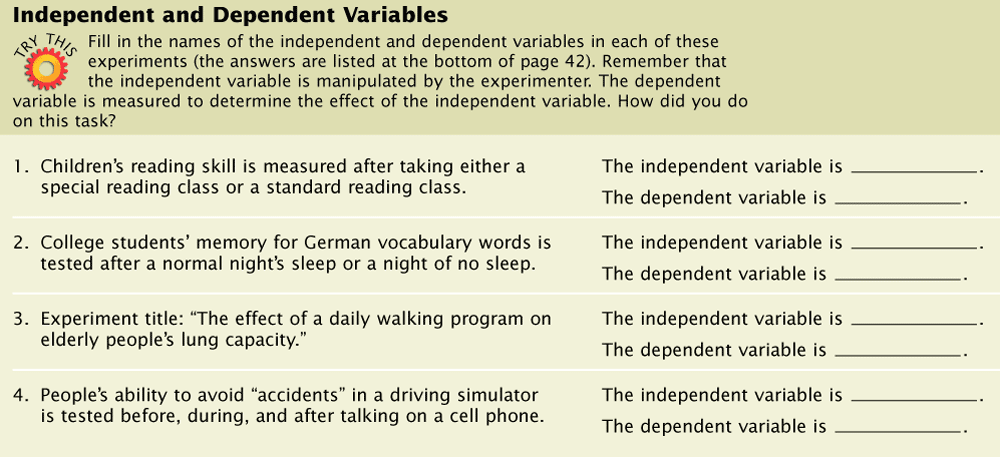 Independent and Dependent Variables
TRY THIS
Fill in the names of the independent and dependent variables in each of these
experiments (the answers are listed at the bottom of page 42). Remember that
the independent variable is manipulated by the experimenter. The dependent
variable is measured to determine the effect of the independent variable. How did you do
on this task?
1. Children’s reading skill is measured after taking either a
special reading class or a standard reading class.
The independent variable is ____________.
The dependent variable is ____________.
2. College students’ memory for German vocabulary words is
tested after a normal night’s sleep or a night of no sleep.
The independent variable is ____________.
The dependent variable is ____________.
3. Experiment title: “The effect of a daily walking program on
elderly people’s lung capacity.”
The independent variable is ____________.
The dependent variable is ____________.
4. People’s ability to avoid “accidents” in a driving simulator
is tested before, during, and after talking on a cell phone.
The independent variable is ____________.
The dependent variable is ____________.